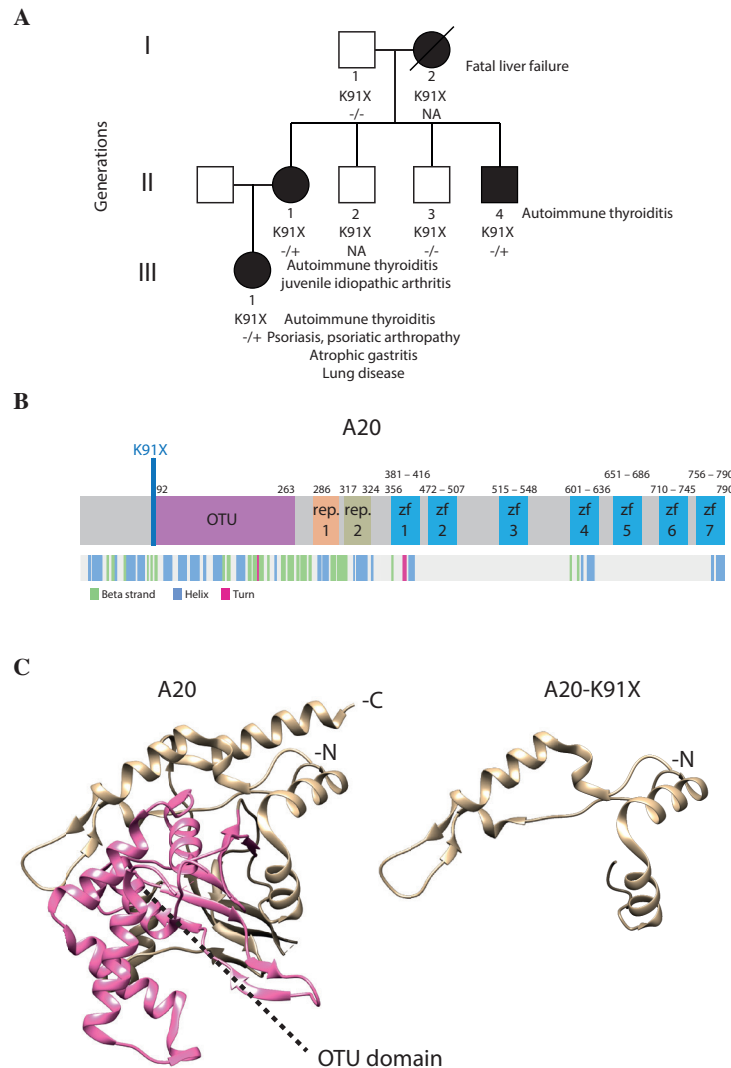 A
I
1
2
Fatal liver failure
K91X
K91X
-/-
NA
Generations
II
1
2
3
4
Autoimmune thyroiditis
K91X
K91X
K91X
K91X
-/+
NA
-/-
-/+
III
Autoimmune thyroiditis
juvenile idiopathic arthritis
1
K91X
Autoimmune thyroiditis
-/+
Psoriasis, psoriatic arthropathy
Atrophic gastritis
Lung disease
B
A20
K91X
381 – 416
651 – 686
756 – 790
92
263
286
317
324
356
472 – 507
515 – 548
601 – 636
710 – 745
790
OTU
rep. 
1
rep.
2
zf
1
zf
2
zf
3
zf
4
zf
5
zf
6
zf
7
Beta strand
Helix
Turn
C
A20
A20-K91X
-C
-N
-N
OTU domain